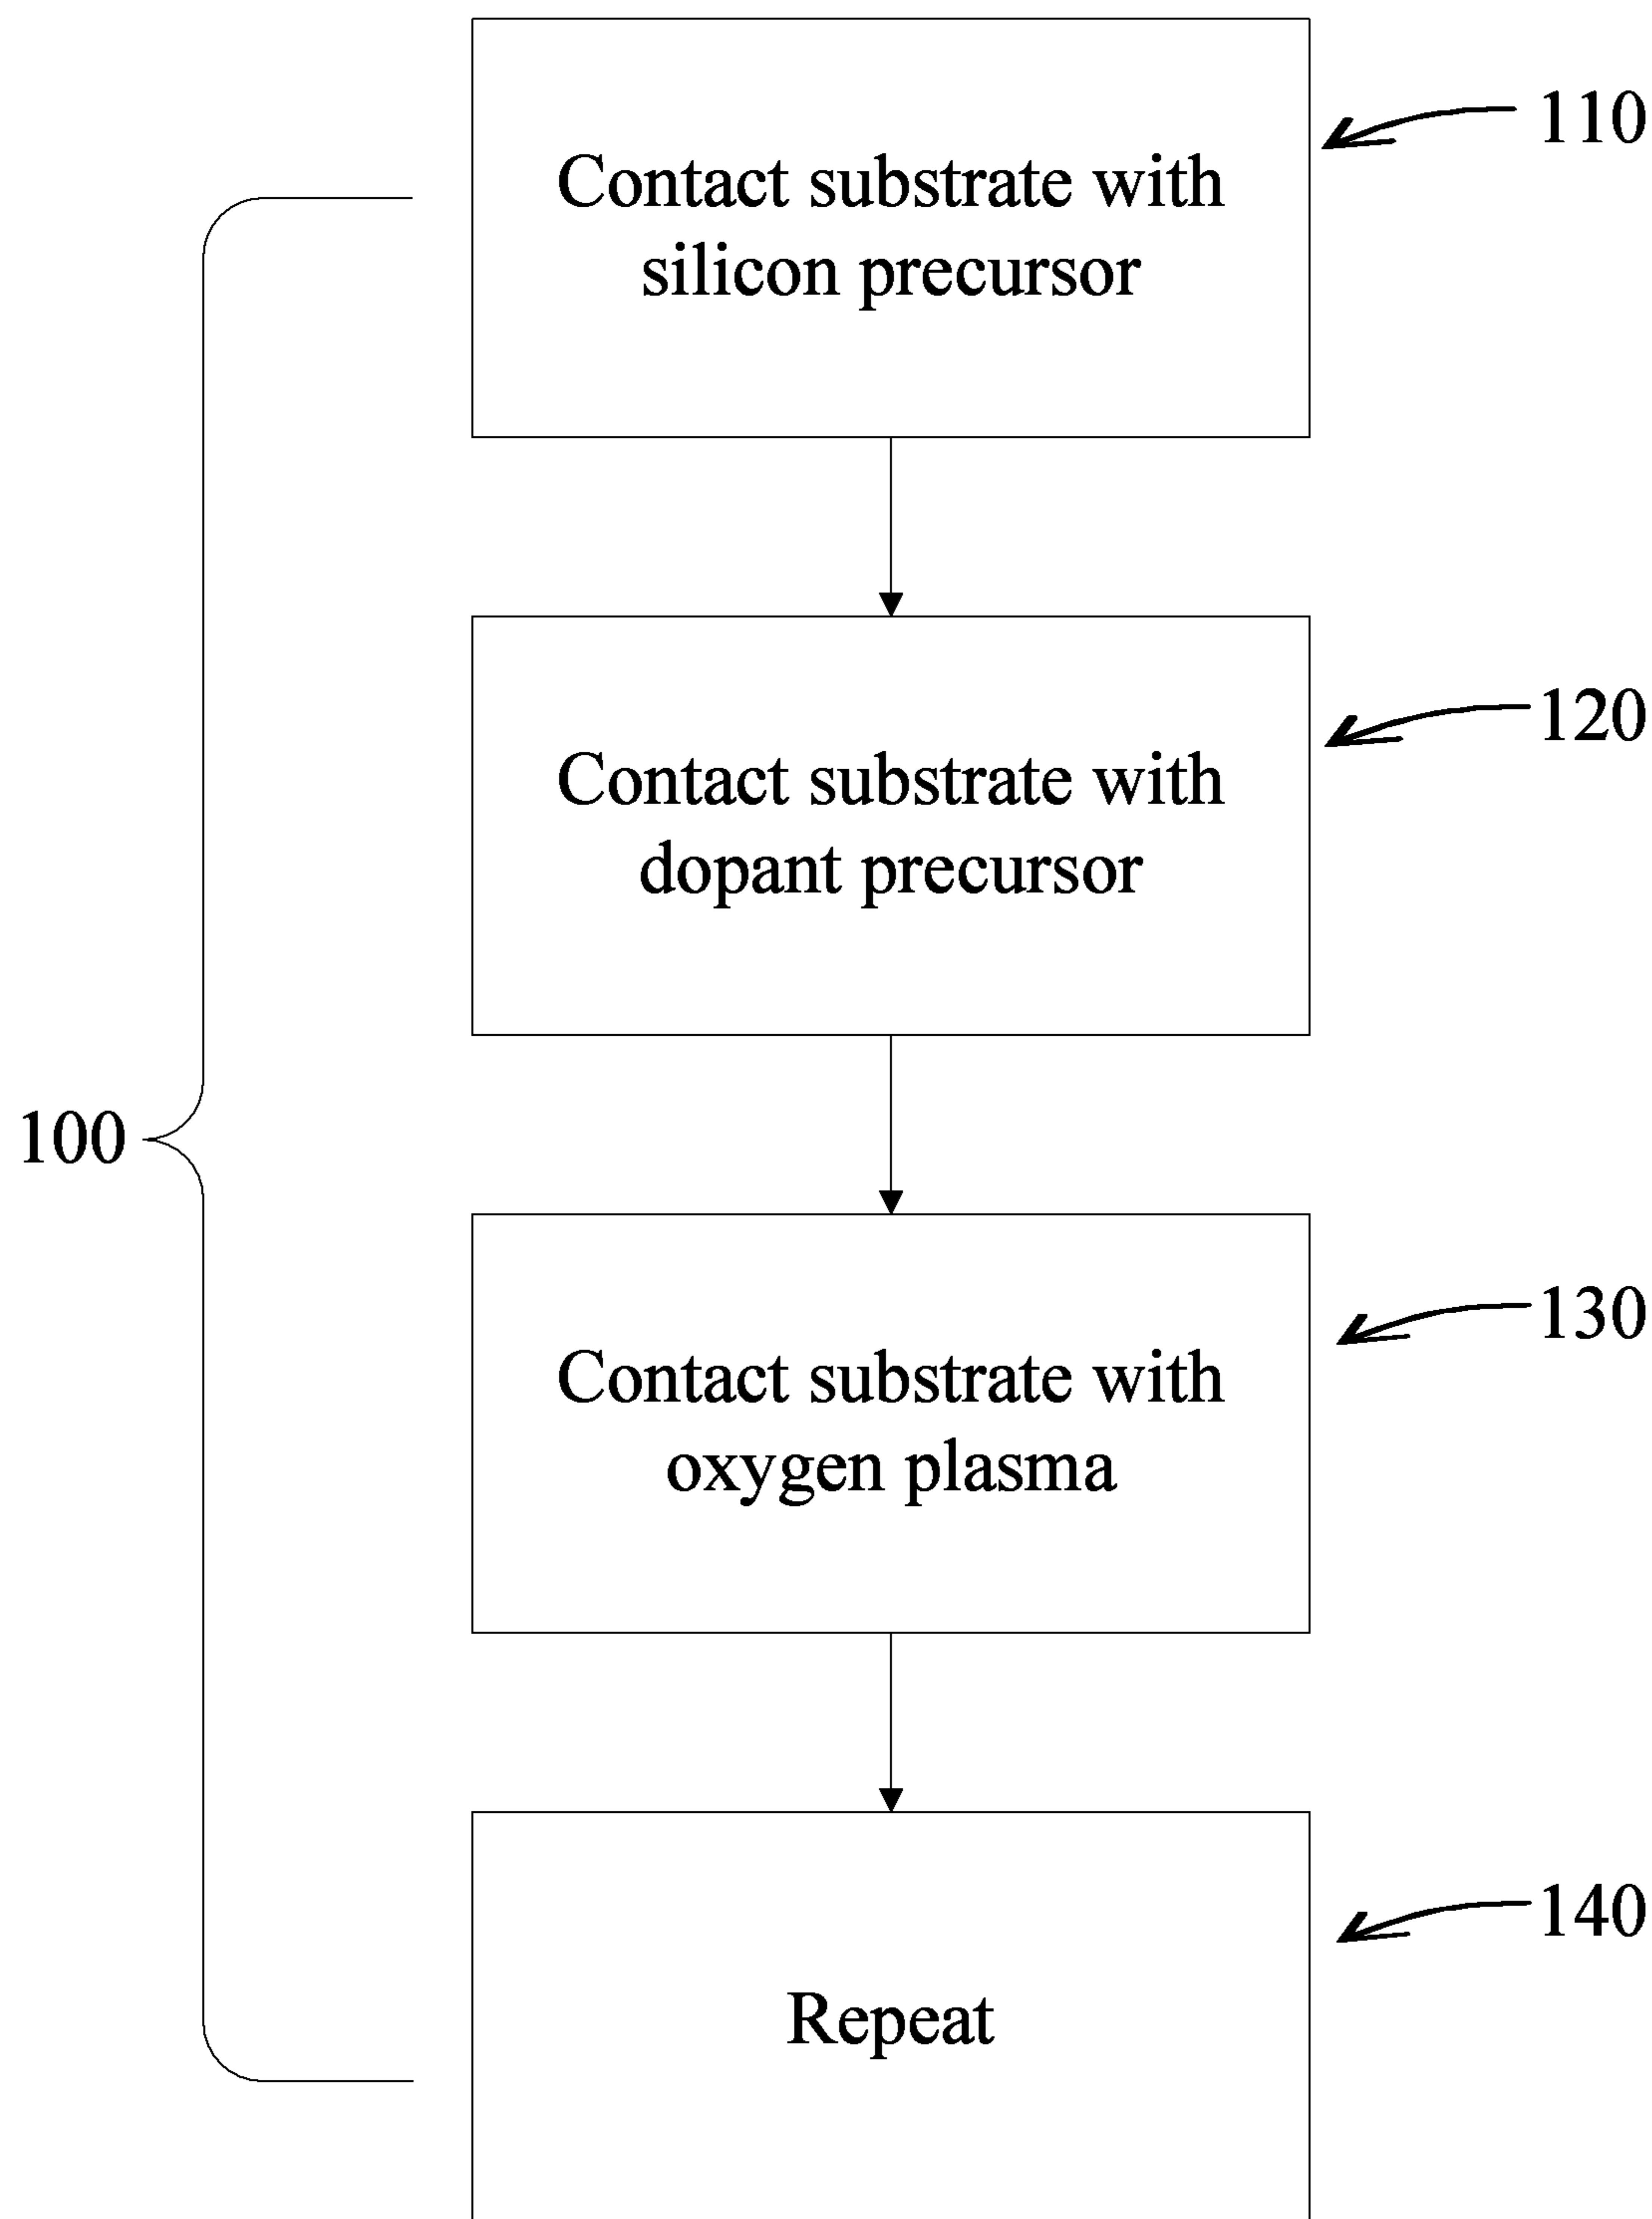 Contact substrate with
silicon precursor
110
Contact substrate with
dopant precursor
120
100
Contact substrate with
oxygen plasma
130
Repeat
140